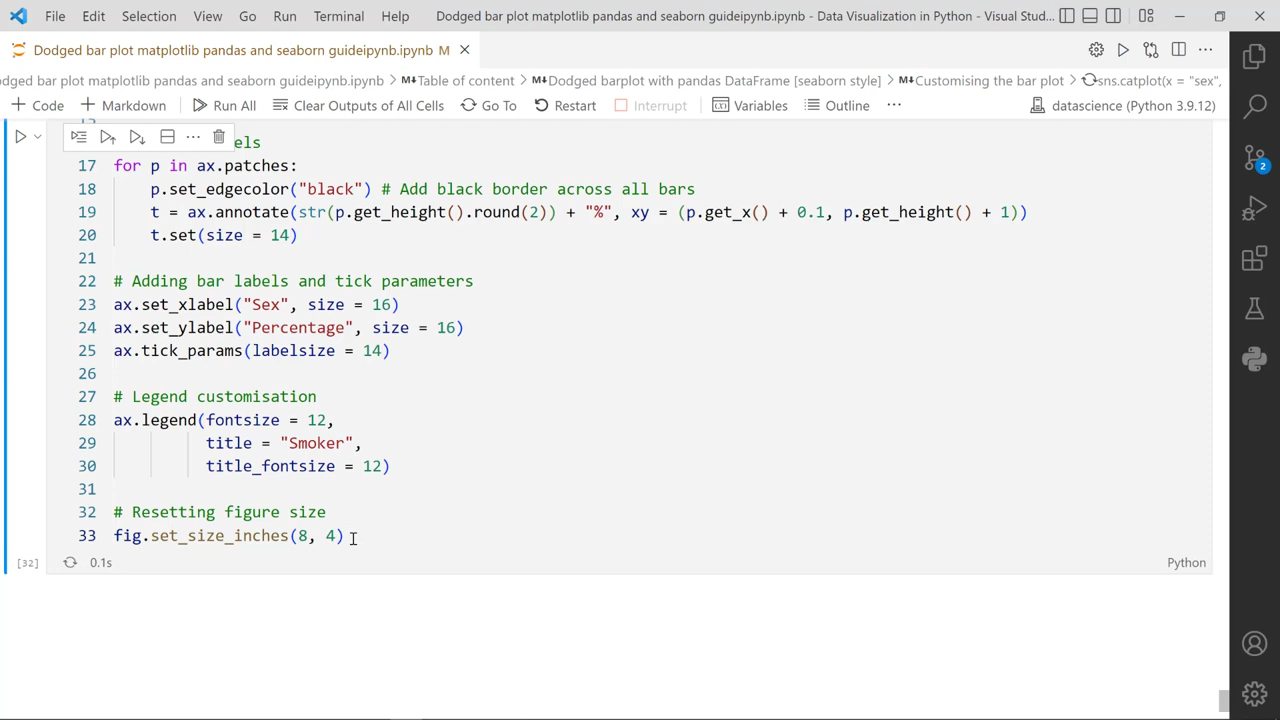 File Edit Selection View Go Run Terminal Help Dodged bar plot matplotlib pandas and seaborn guideipynb.ipynb - Data Visualization in Python - Visual Stud...
Dodged bar plot matplotlib pandas and seaborn guideipynb.ipynb M
odged bar plot matplotlib pandas and seaborn guideipynb.ipynb > M↓Table of content > M↓Dodged barplot with pandas DataFrame [seaborn style] > M↓Customising the bar plot > sns.catplot(x = "sex",
+ Code + Markdown Run All Clear Outputs of All Cells Go To Restart Interrupt Variables Outline ... datascience (Python 3.9.12)
els
17 for p in ax.patches:
18 p.set_edgecolor("black") # Add black border across all bars
19 t = ax.annotate(str(p.get_height().round(2)) + "%", xy = (p.get_x() + 0.1, p.get_height() + 1))
20 t.set(size = 14)
21
22 # Adding bar labels and tick parameters
23 ax.set_xlabel("Sex", size = 16)
24 ax.set_ylabel("Percentage", size = 16)
25 ax.tick_params(labelsize = 14)
26
27 # Legend customisation
28 ax.legend(fontsize = 12,
29 title = "Smoker",
30 title_fontsize = 12)
31
32 # Resetting figure size
33 fig.set_size_inches(8, 4)
[32] 0.1s Python
2